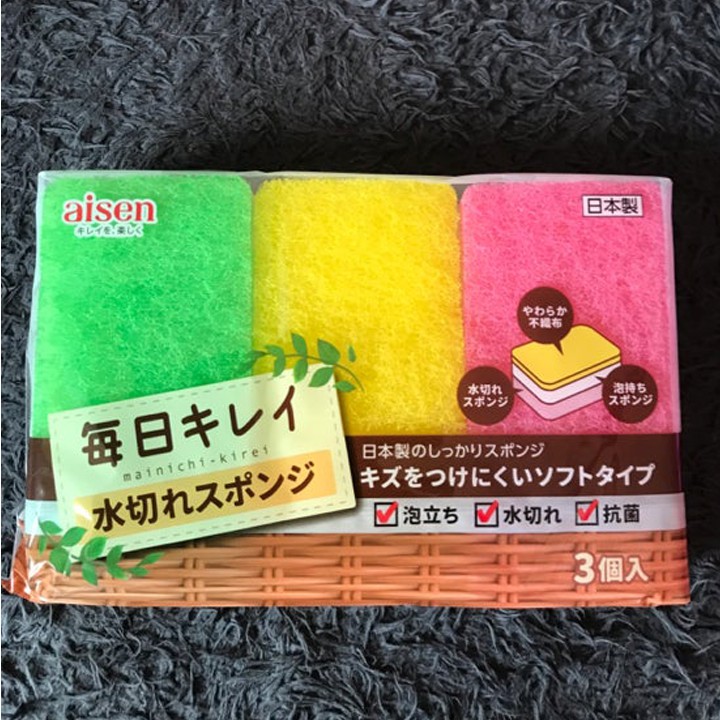 aisen
キレイを、楽しく
日本製
やわらか
不織布
水切れ
スポンジ
泡持ち
スポンジ
毎日キレイ
mainichi-kirei
水切れスポンジ
日本製のしっかりスポンジ
キズをつけにくいソフトタイプ
泡立ち 水切れ 抗菌
3個入